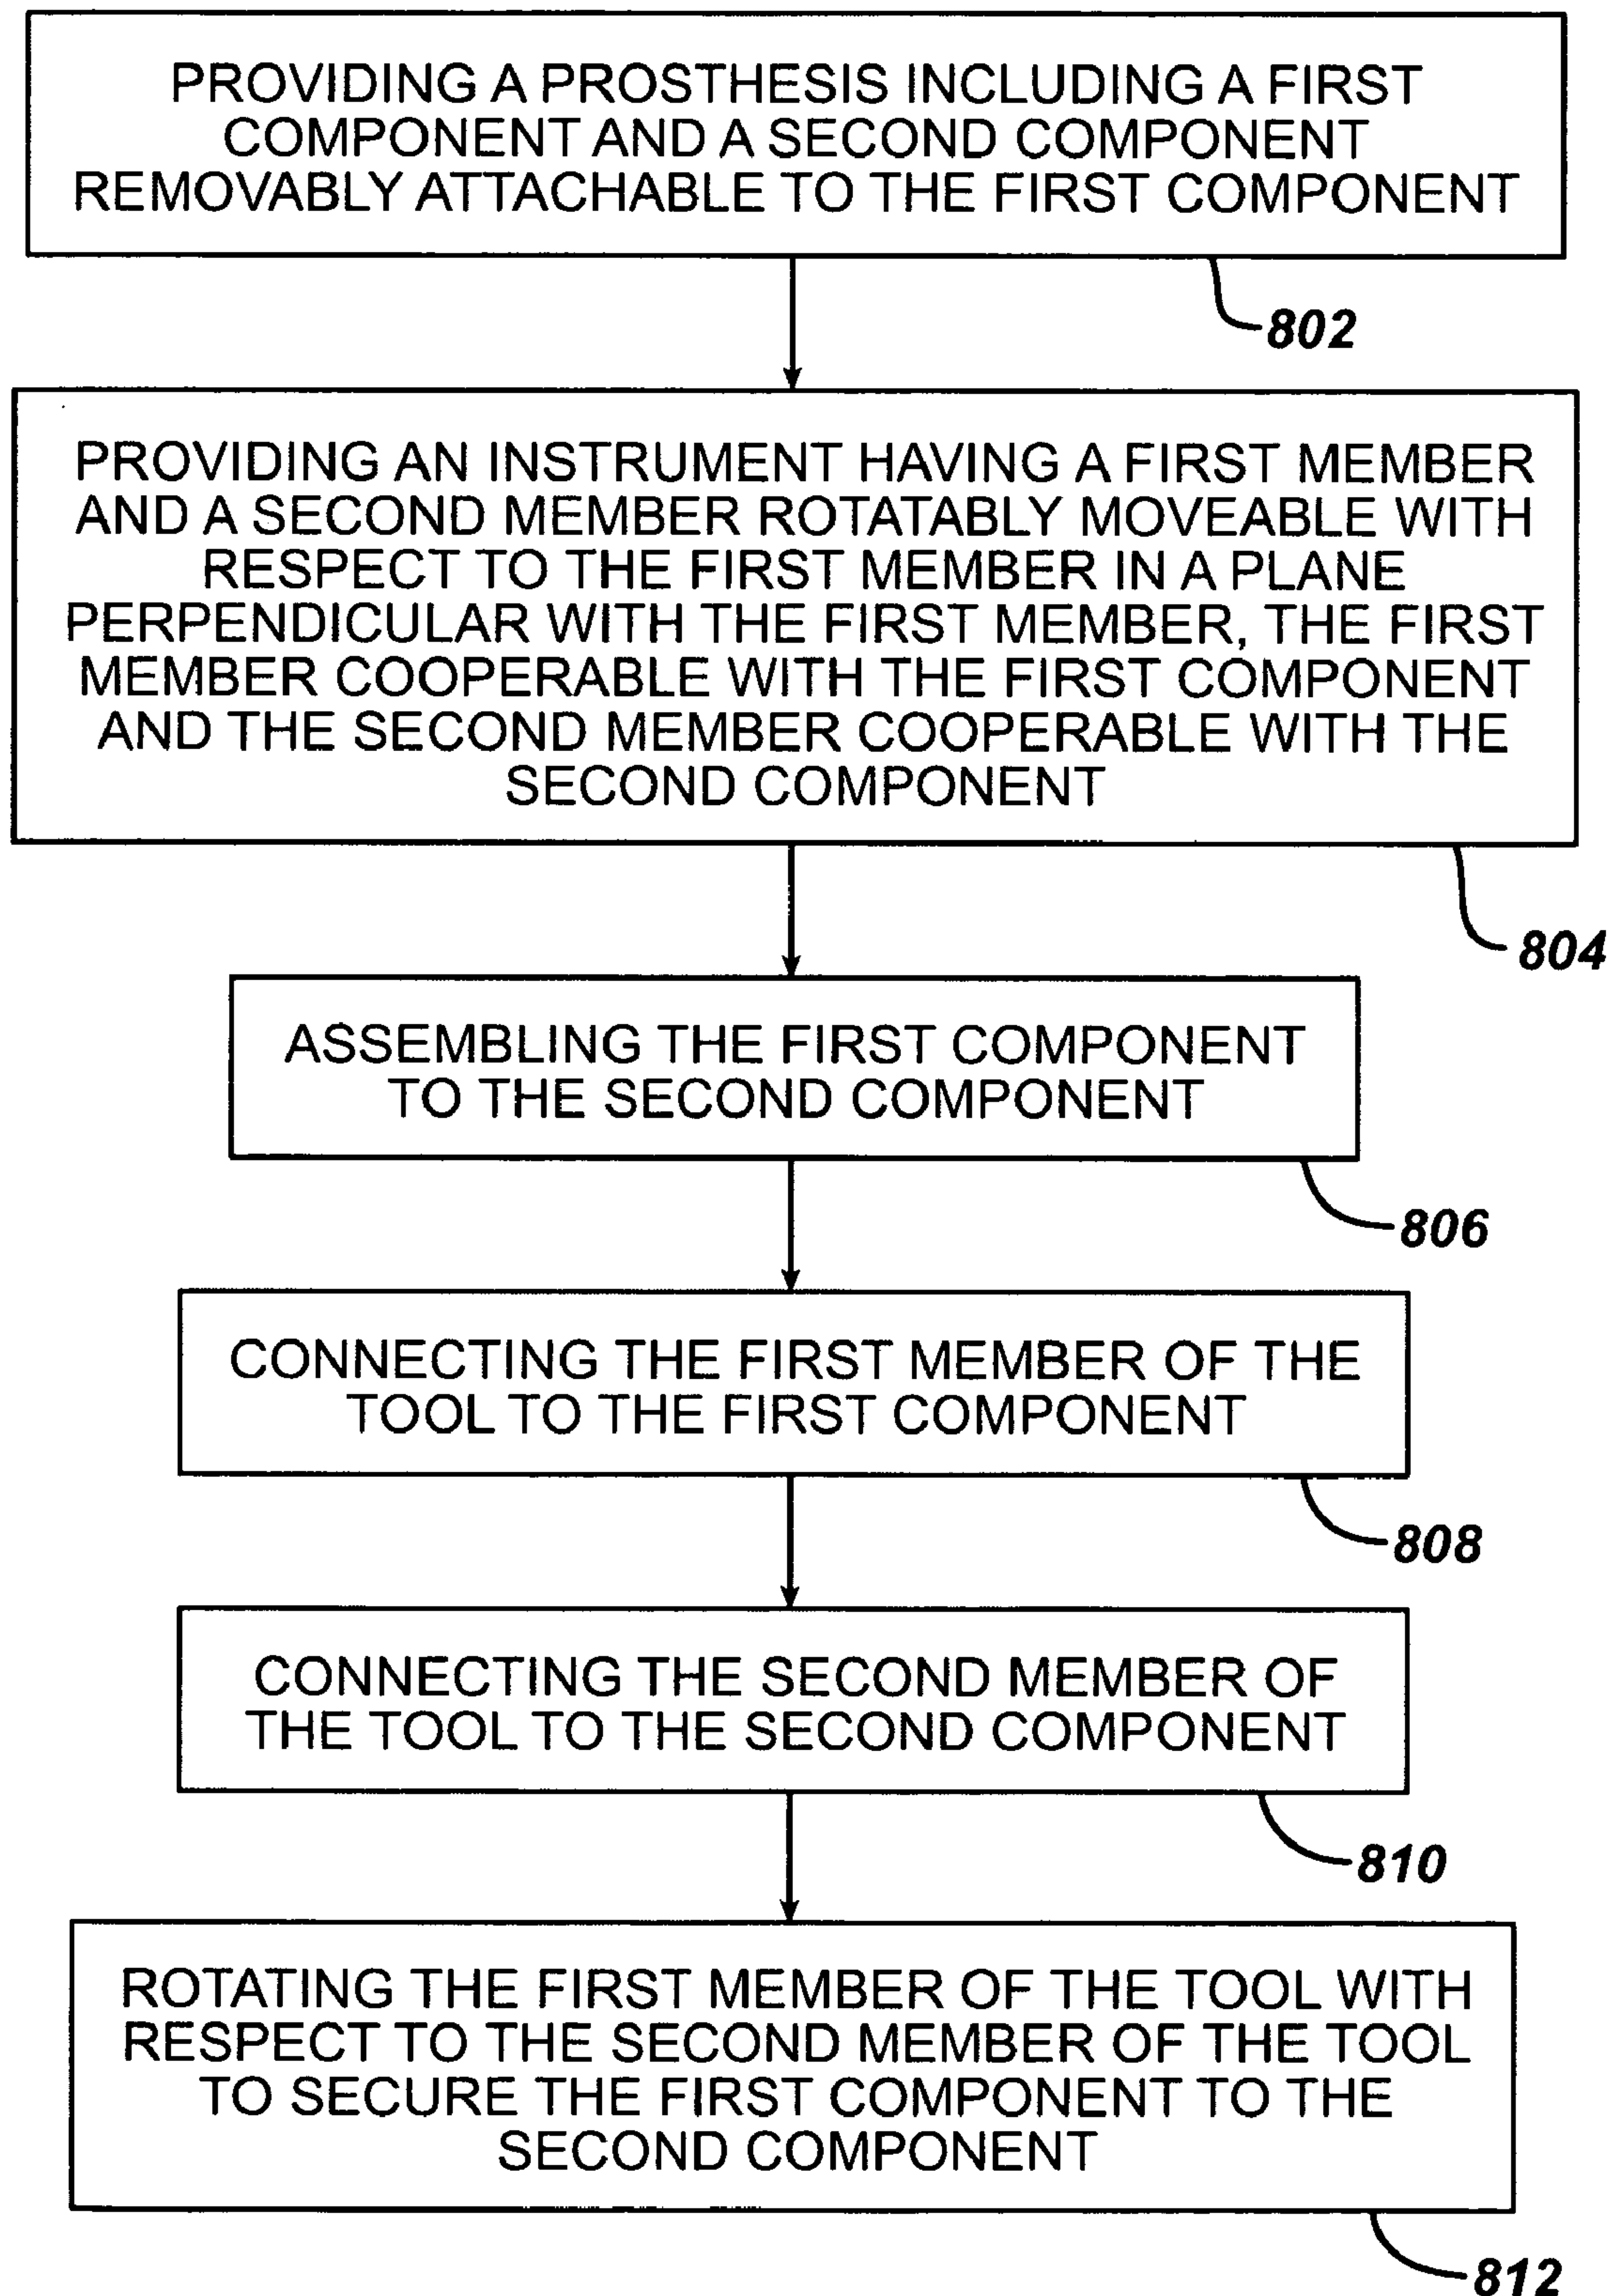 PROVIDING A PROSTHESIS INCLUDING A FIRST
COMPONENT AND A SECOND COMPONENT
REMOVABLY ATTACHABLE TO THE FIRST COMPONENT
802
PROVIDING AN INSTRUMENT HAVING A FIRST MEMBER
AND A SECOND MEMBER ROTATABLY MOVEABLE WITH
RESPECT TO THE FIRST MEMBER IN A PLANE
PERPENDICULAR WITH THE FIRST MEMBER, THE FIRST
MEMBER COOPERABLE WITH THE FIRST COMPONENT
AND THE SECOND MEMBER COOPERABLE WITH THE
SECOND COMPONENT
804
ASSEMBLING THE FIRST COMPONENT
TO THE SECOND COMPONENT
806
CONNECTING THE FIRST MEMBER OF THE
TOOL TO THE FIRST COMPONENT
808
CONNECTING THE SECOND MEMBER OF
THE TOOL TO THE SECOND COMPONENT
810
ROTATING THE FIRST MEMBER OF THE TOOL WITH
RESPECT TO THE SECOND MEMBER OF THE TOOL
TO SECURE THE FIRST COMPONENT TO THE
SECOND COMPONENT
812